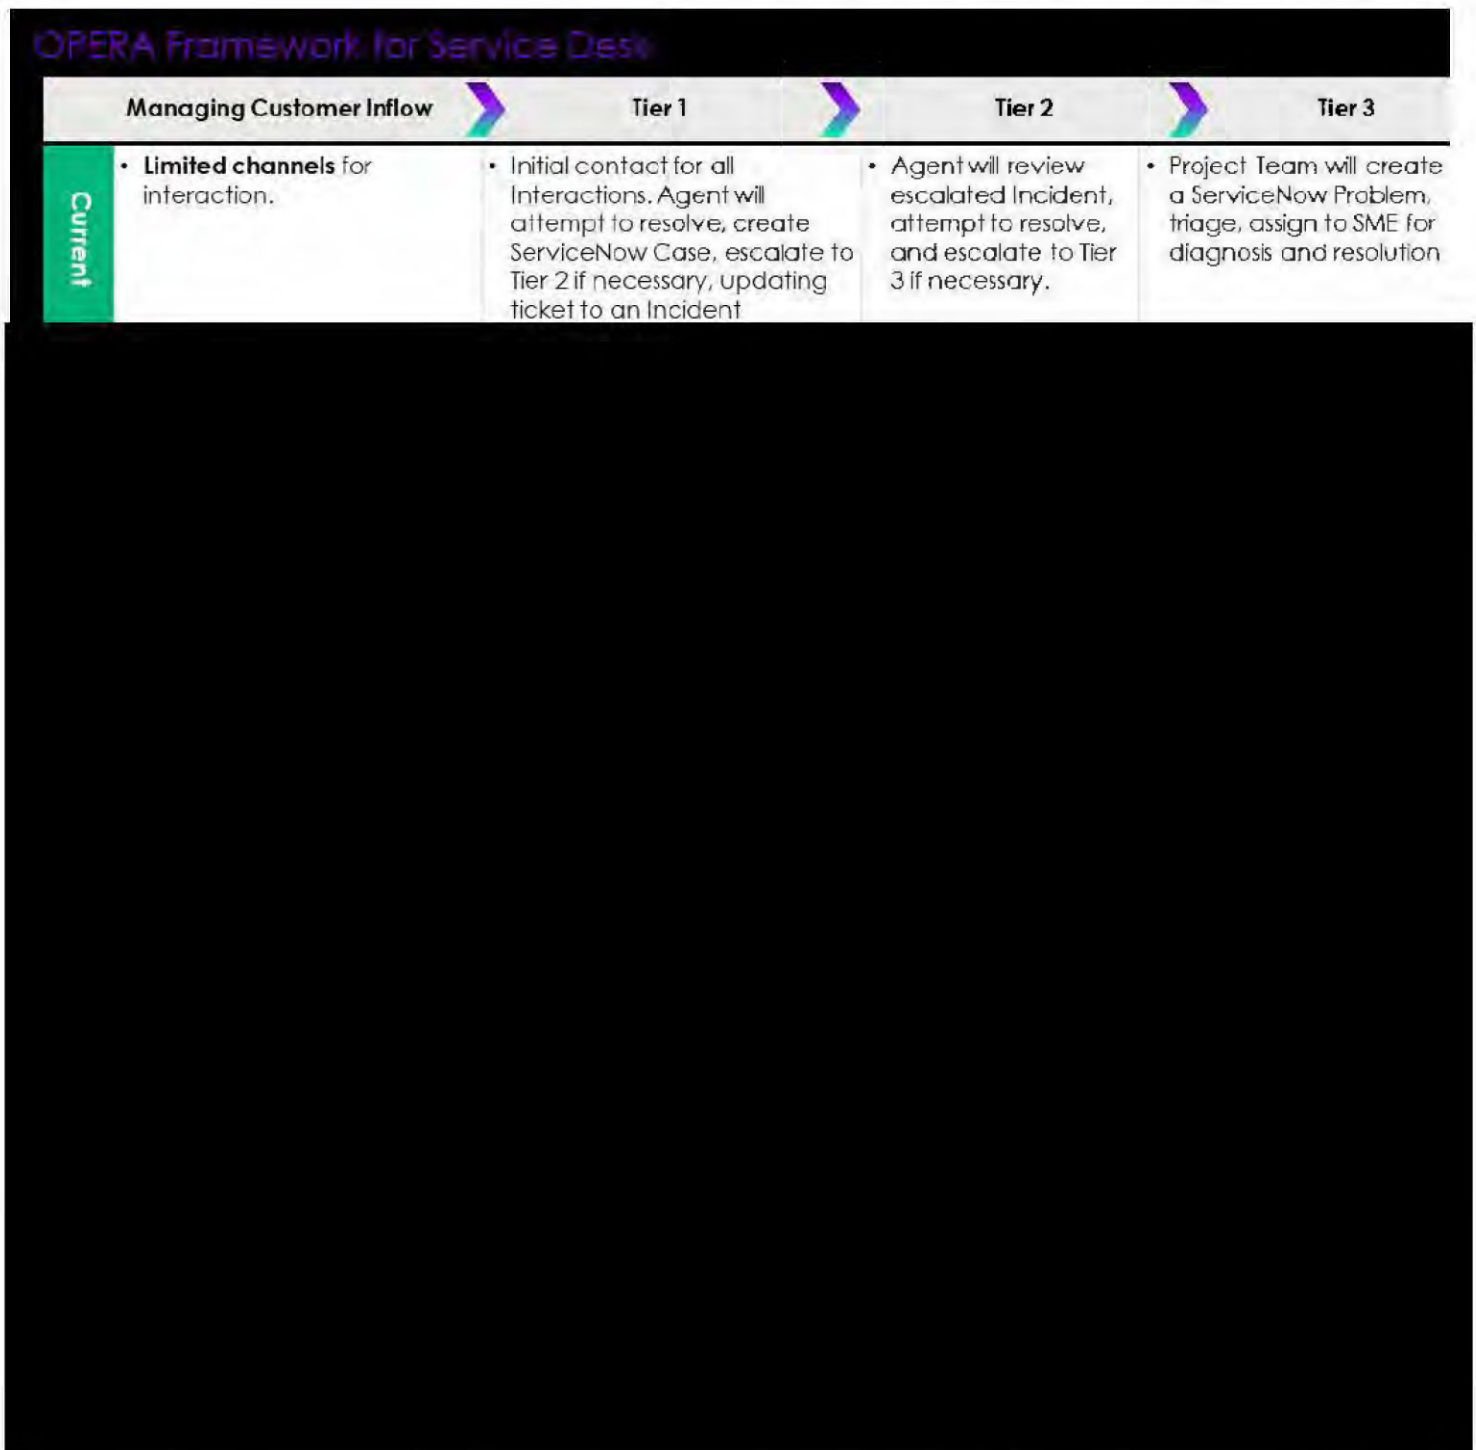 OPERA Framework for Service Desk
Managing Customer Inflow
Tier 1
Tier 2
Tier 3
Current
• Limited channels for
interaction.
• Initial contact for all
Interactions. Agent will
attempt to resolve, create
ServiceNow Case, escalate to
Tier 2 if necessary, updating
ticket to an Incident
• Agent will review
escalated Incident,
attempt to resolve,
and escalate to Tier
3 if necessary.
• Project Team will create
a ServiceNow Problem,
triage, assign to SME for
diagnosis and resolution